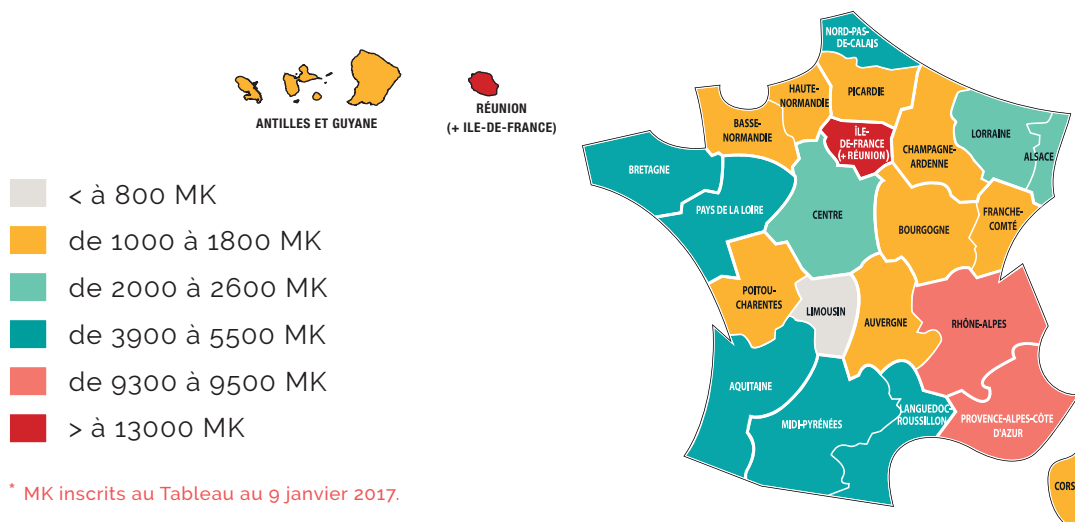 ANTILLES ET GUYANE
RÉUNION
(+ ILE-DE-FRANCE)
< à 800 MK
de 1000 à 1800 MK
de 2000 à 2600 MK
de 3900 à 5500 MK
de 9300 à 9500 MK
> à 13000 MK
* MK inscrits au Tableau au 9 janvier 2017.
NORD-PAS-
DE-CALAIS
HAUTE-
NORMANDIE
PICARDIE
BASSE-
NORMANDIE
ÎLE-
DE-FRANCE
(+ RÉUNION)
CHAMPAGNE-
ARDENNE
LORRAINE
ALSACE
BRETAGNE
PAYS DE LA LOIRE
CENTRE
BOURGOGNE
FRANCHE-
COMTÉ
POITOU-
CHARENTES
LIMOUSIN
AUVERGNE
RHÔNE-ALPES
AQUITAINE
MIDI-PYRÉNÉES
LANGUEDOC-
ROUSSILLON
PROVENCE-ALPES-CÔTE
D'AZUR
CORS